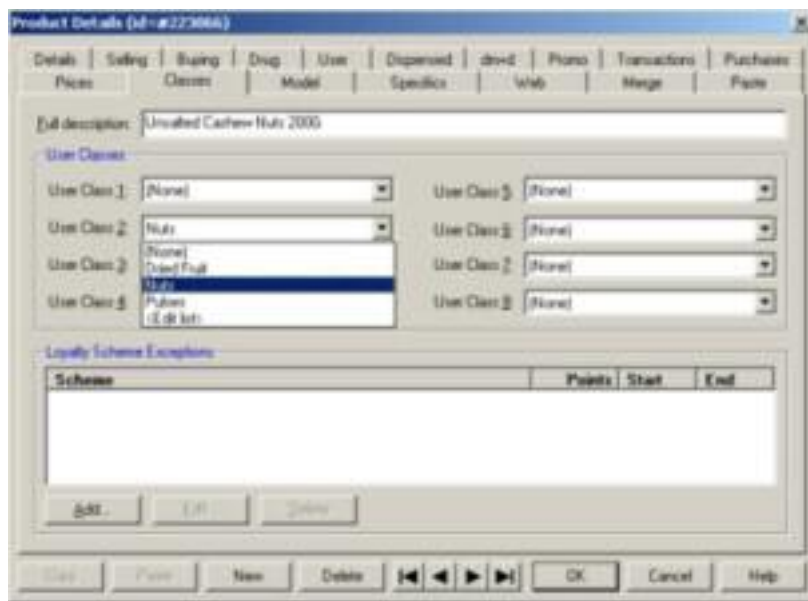 Product Details (id=#223066)
Details Selling Buying Drug User Dispensed dm+d Promo Transactions Purchases
Prices Classes Model Specifics Web Merge Paste
Full description: Unsalted Cashew Nuts 200G
User Classes
User Class 1: (None) User Class 5: (None)
User Class 2: Nuts User Class 6: (None)
(None)
Dried Fruit
User Class 3: User Class 7: (None)
Nuts
Pulses
User Class 4: User Class 8: (None)
<Edit list>
Loyalty Scheme Exceptions
Scheme Points Start End
Add... Edit... Delete
Copy Paste New Delete OK Cancel Help